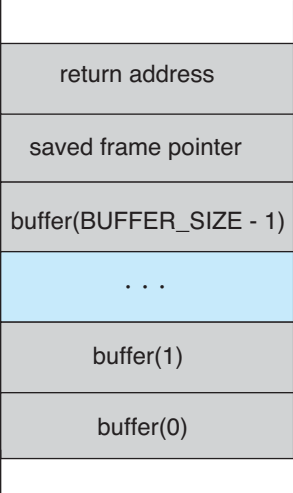 return address
saved frame pointer
buffer(BUFFER_SIZE - 1)
. . .
buffer(1)
buffer(0)